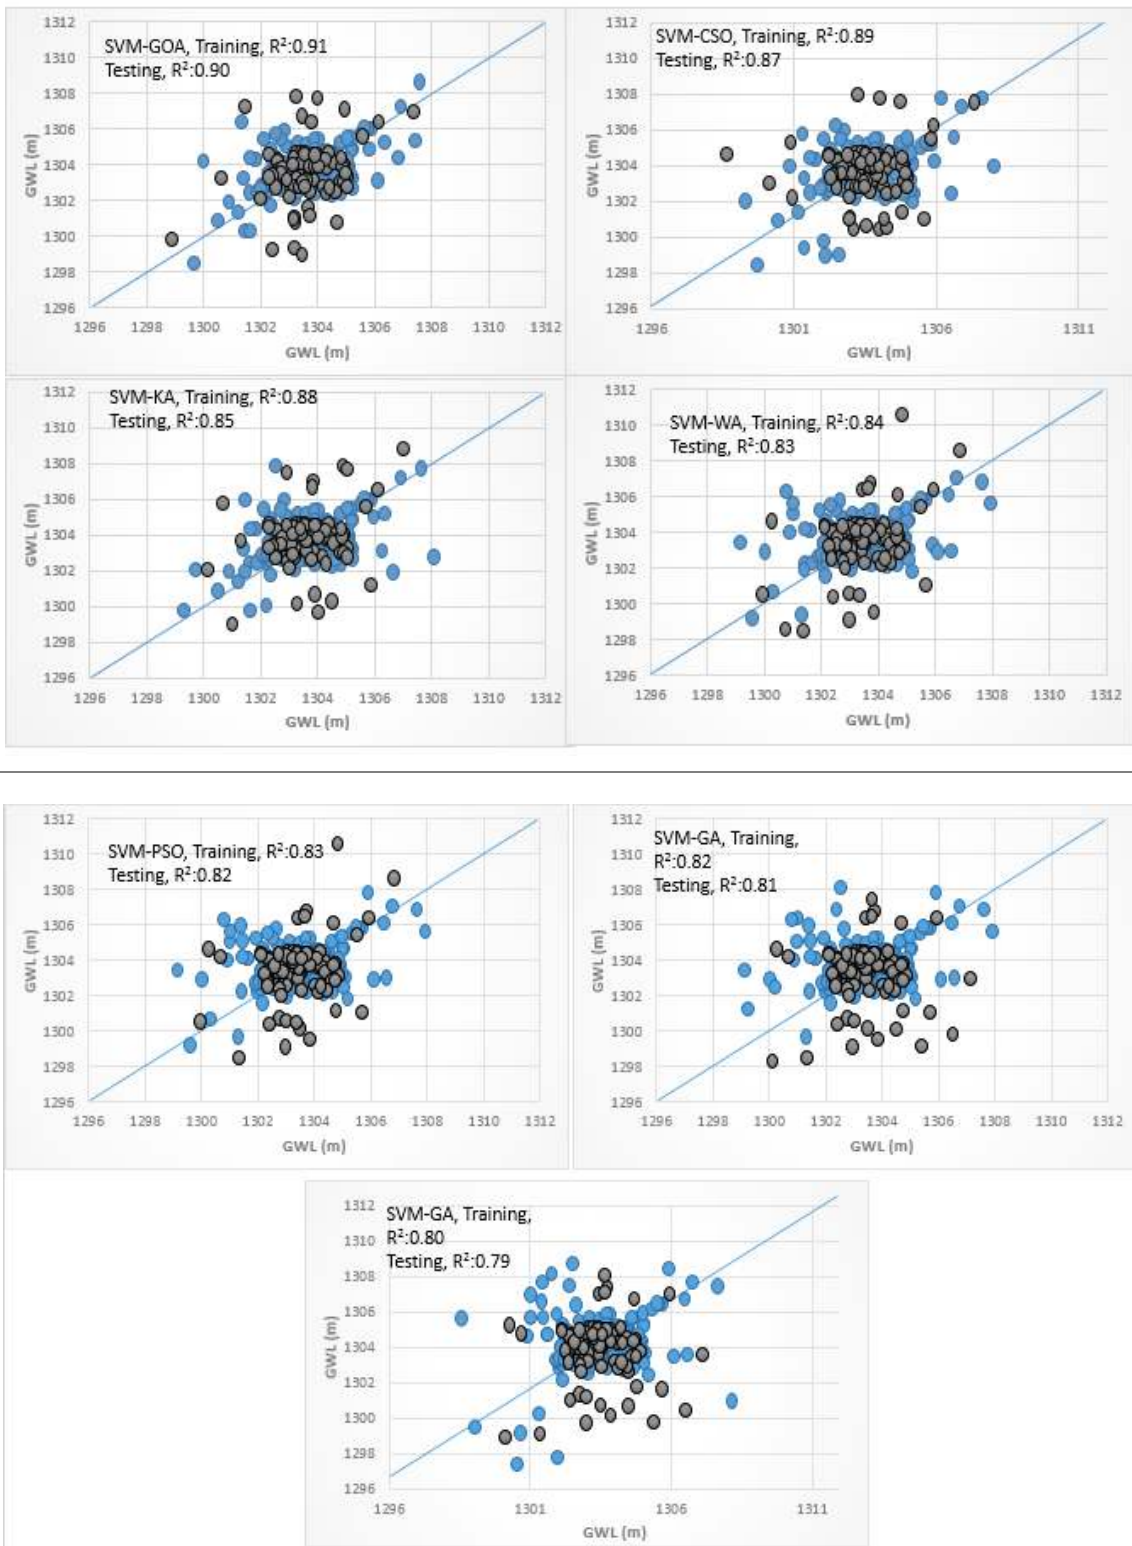 SVM-GOA, Training, R²:0.91
Testing, R²:0.90
GWL (m)
1312
1310
1308
1306
1304
1302
1300
1298
1296
1296 1298 1300 1302 1304 1306 1308 1310 1312
GWL (m)
SVM-CSO, Training, R²:0.89
Testing, R²:0.87
GWL (m)
1312
1310
1308
1306
1304
1302
1300
1298
1296
1296 1301 1306 1311
GWL (m)
SVM-KA, Training, R²:0.88
Testing, R²:0.85
GWL (m)
1312
1310
1308
1306
1304
1302
1300
1298
1296
1296 1298 1300 1302 1304 1306 1308 1310 1312
GWL (m)
SVM-WA, Training, R²:0.84
Testing, R²:0.83
GWL (m)
1312
1310
1308
1306
1304
1302
1300
1298
1296
1296 1298 1300 1302 1304 1306 1308 1310 1312
GWL (m)
SVM-PSO, Training, R²:0.83
Testing, R²:0.82
GWL (m)
1312
1310
1308
1306
1304
1302
1300
1298
1296
1296 1298 1300 1302 1304 1306 1308 1310 1312
GWL (m)
SVM-GA, Training,
R²:0.82
Testing, R²:0.81
GWL (m)
1312
1310
1308
1306
1304
1302
1300
1298
1296
1296 1298 1300 1302 1304 1306 1308 1310 1312
GWL (m)
SVM-GA, Training,
R²:0.80
Testing, R²:0.79
GWL (m)
1312
1310
1308
1306
1304
1302
1300
1298
1296
1296 1301 1306 1311
GWL (m)